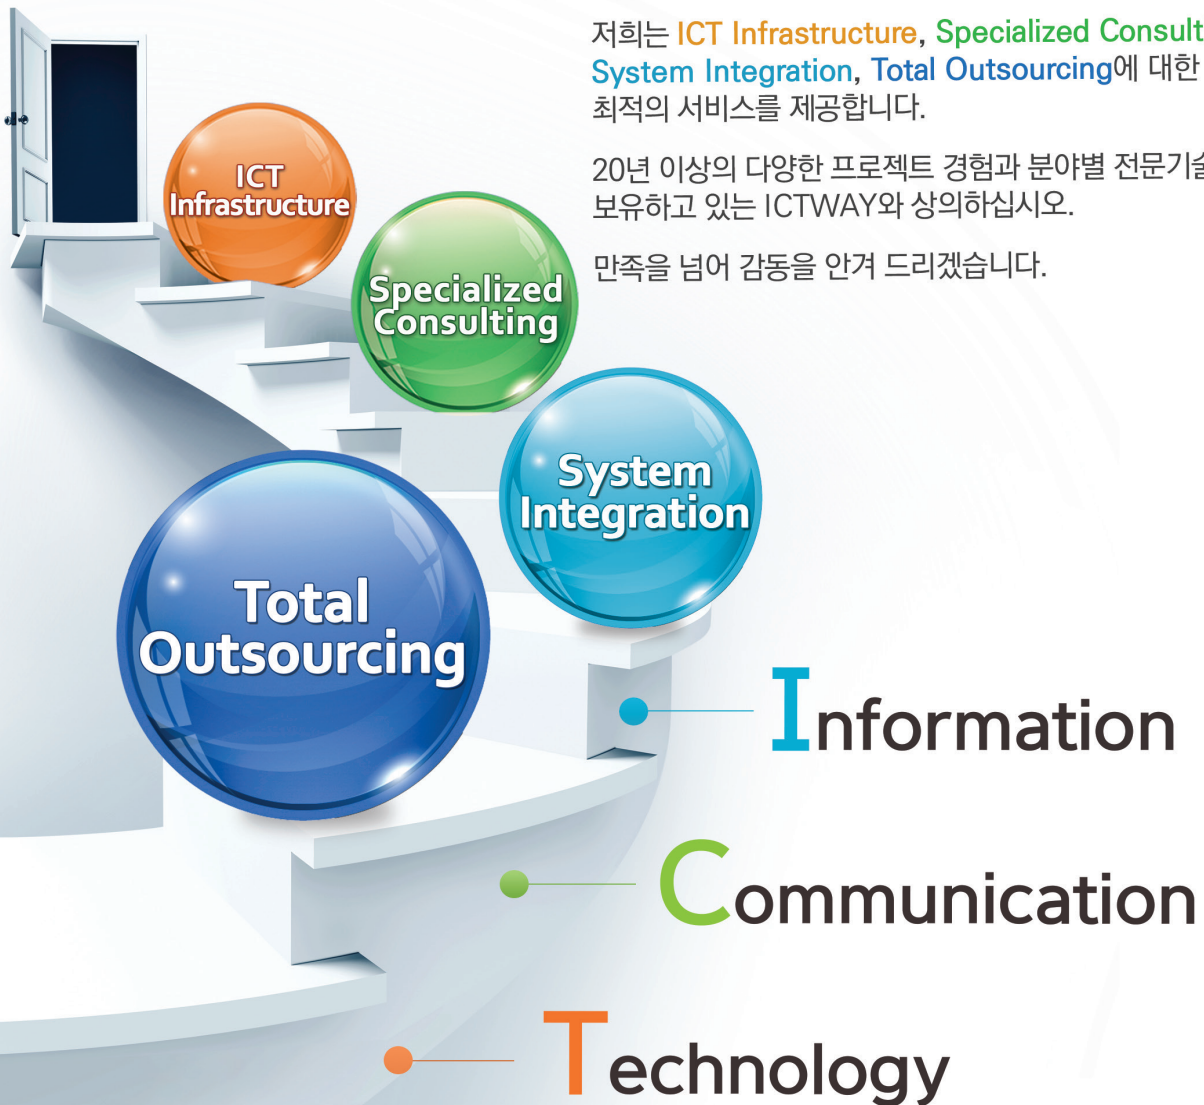 저희는 ICT Infrastructure, Specialized Consult
System Integration, Total Outsourcing에 대한
최적의 서비스를 제공합니다.
20년 이상의 다양한 프로젝트 경험과 분야별 전문기술
보유하고 있는 ICTWAY와 상의하십시오.
만족을 넘어 감동을 안겨 드리겠습니다.
ICT
Infrastructure
Specialized
Consulting
System
Integration
Total
Outsourcing
Information
Communication
Technology